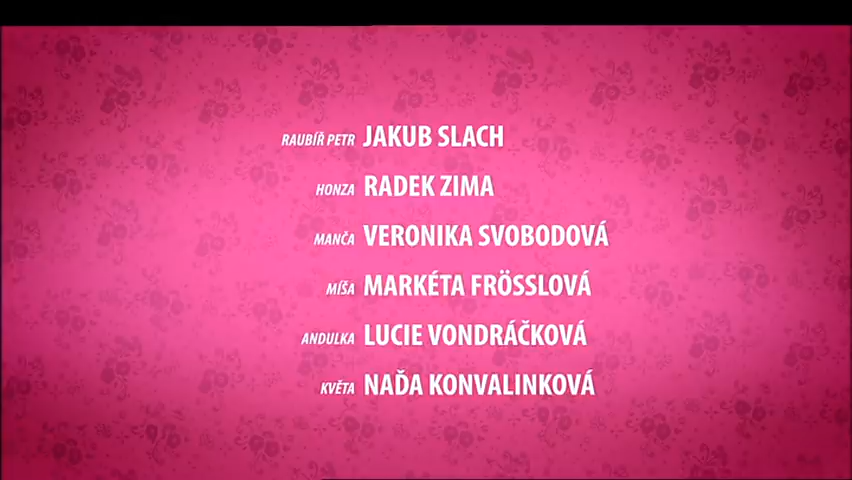 RAUBÍŘ PETR JAKUB SLACH
HONZA RADEK ZIMA
MANČA VERONIKA SVOBODOVÁ
MÍŠA MARKÉTA FRÖSSLOVÁ
ANDULKA LUCIE VONDRÁČKOVÁ
KVĚTA NAĎA KONVALINKOVÁ